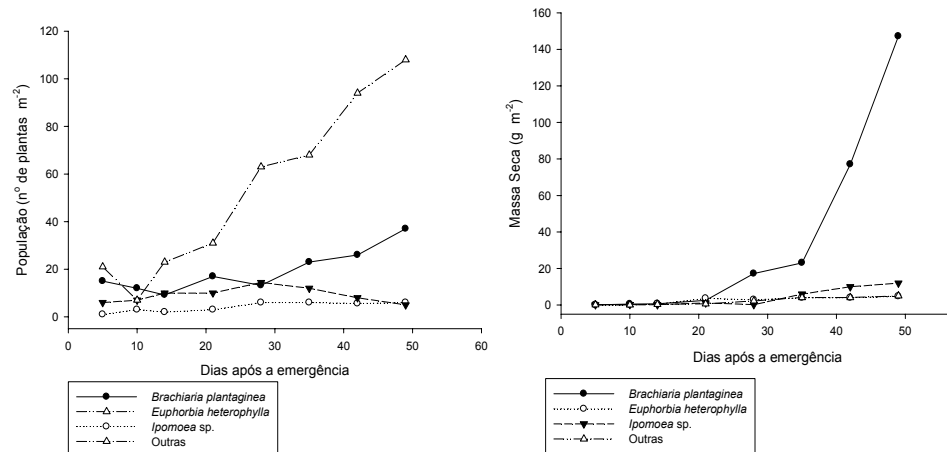 População (nº de plantas m-2)
120
100
80
60
40
20
0
0 10 20 30 40 50 60
Dias após a emergência
Brachiaria plantaginea
Euphorbia heterophylla
Ipomoea sp.
Outras
Massa Seca (g m-2)
160
140
120
100
80
60
40
20
0
0 10 20 30 40 50
Dias após a emergência
Brachiaria plantaginea
Euphorbia heterophylla
Ipomoea sp.
Outras